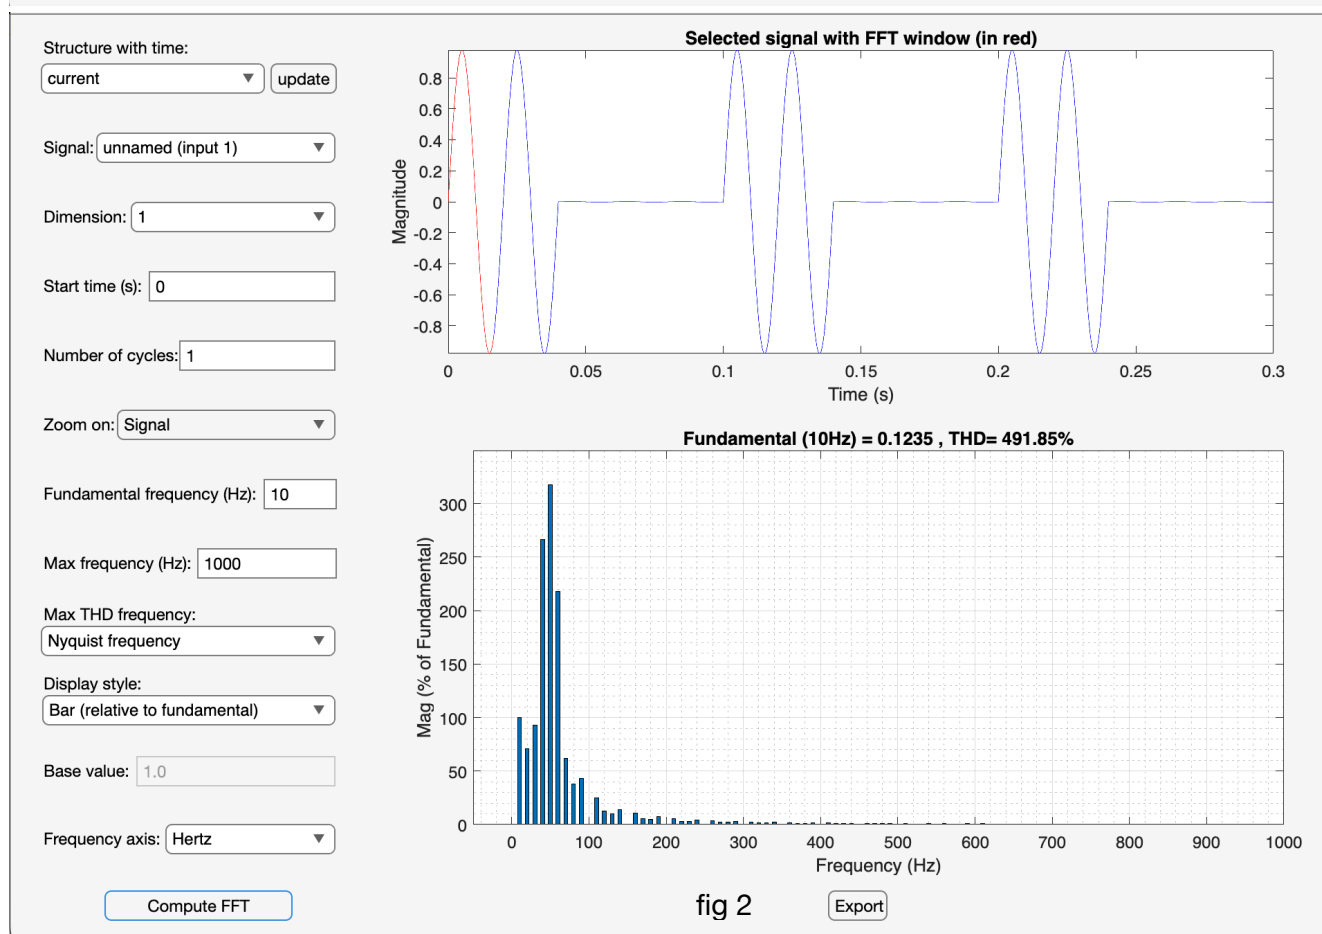 Structure with time:
current
update
Signal: unnamed (input 1)
Dimension: 1
Start time (s): 0
Number of cycles: 1
Zoom on: Signal
Fundamental frequency (Hz): 10
Max frequency (Hz): 1000
Max THD frequency:
Nyquist frequency
Display style:
Bar (relative to fundamental)
Base value: 1.0
Frequency axis: Hertz
Compute FFT
Selected signal with FFT window (in red)
Magnitude
0.8
0.6
0.4
0.2
0
-0.2
-0.4
-0.6
-0.8
0 0.05 0.1 0.15 0.2 0.25 0.3
Time (s)
Fundamental (10Hz) = 0.1235 , THD= 491.85%
Mag (% of Fundamental)
300
250
200
150
100
50
0
0 100 200 300 400 500 600 700 800 900 1000
Frequency (Hz)
fig 2
Export